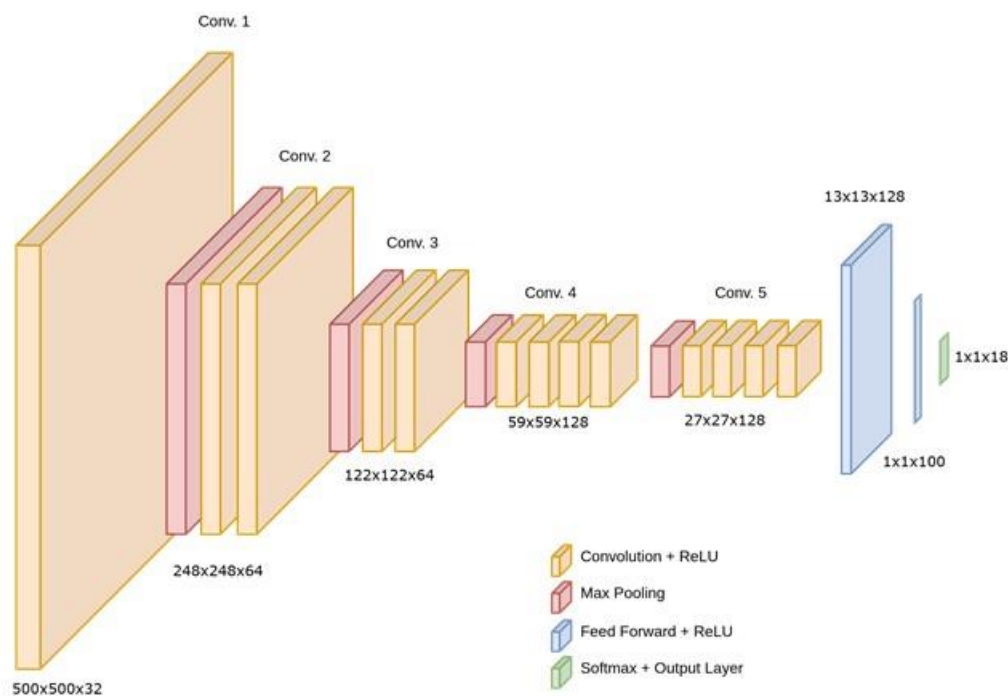 Conv. 1
Conv. 2
Conv. 3
Conv. 4
Conv. 5
13x13x128
1x1x18
59x59x128
27x27x128
1x1x100
122x122x64
248x248x64
500x500x32
Convolution + ReLU
Max Pooling
Feed Forward + ReLU
Softmax + Output Layer